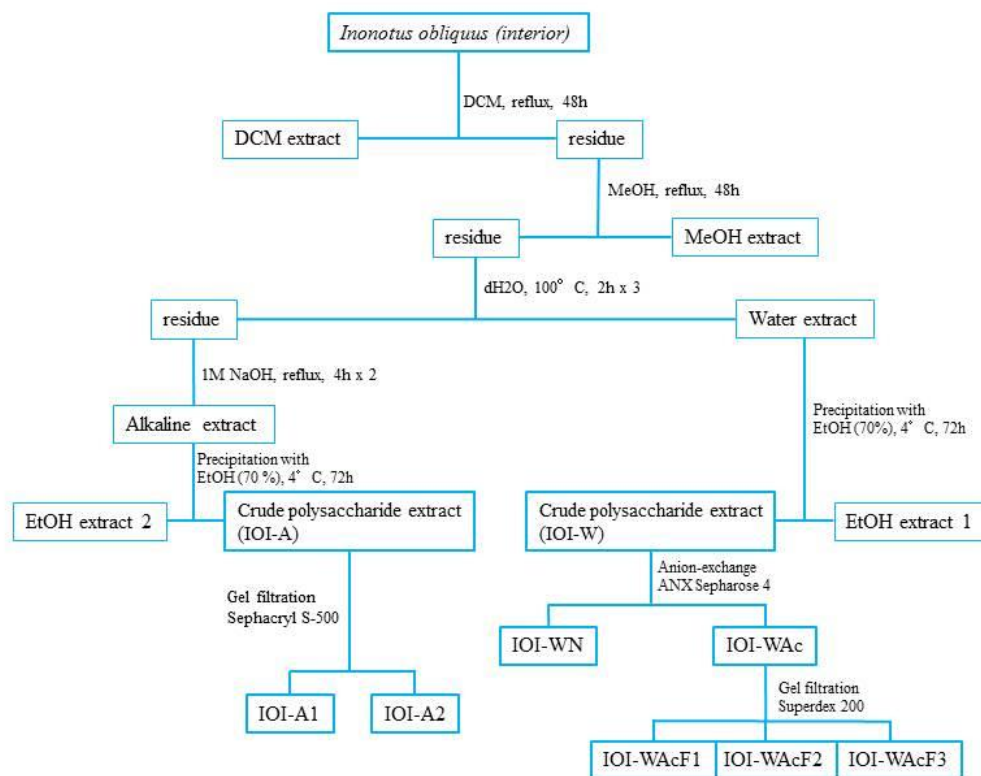 Inonotus obliquus (interior)
DCM, reflux, 48h
DCM extract
residue
MeOH, reflux, 48h
residue
MeOH extract
dH2O, 100° C, 2h x 3
residue
Water extract
1M NaOH, reflux, 4h x 2
Alkaline extract
Precipitation with
EtOH (70%), 4° C, 72h
Precipitation with
EtOH (70 %), 4° C, 72h
EtOH extract 2
Crude polysaccharide extract
(IOI-A)
Crude polysaccharide extract
(IOI-W)
EtOH extract 1
Anion-exchange
ANX Sepharose 4
Gel filtration
Sephacryl S-500
IOI-WN
IOI-WAc
Gel filtration
Superdex 200
IOI-A1
IOI-A2
IOI-WAcF1
IOI-WAcF2
IOI-WAcF3